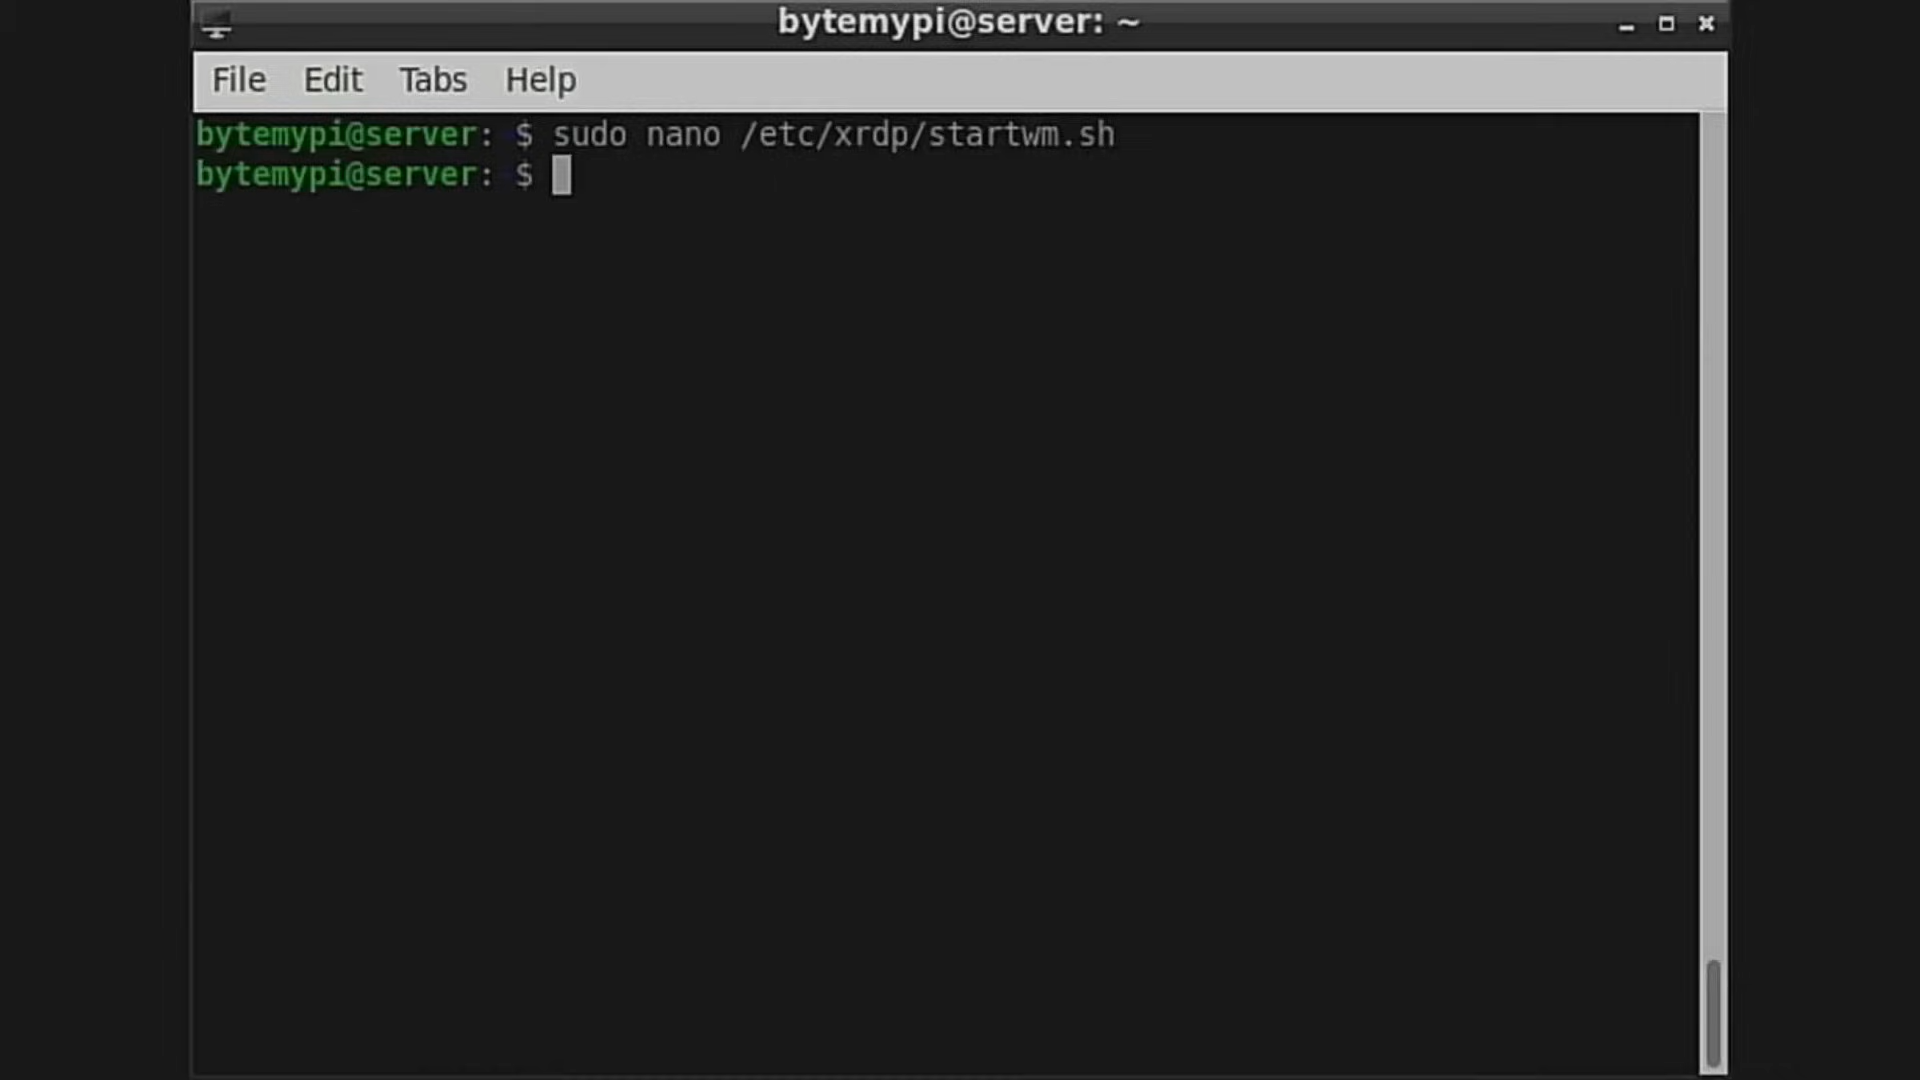 bytemypi@server: ~
File Edit Tabs Help
bytemypi@server: $ sudo nano /etc/xrdp/startwm.sh
bytemypi@server: $